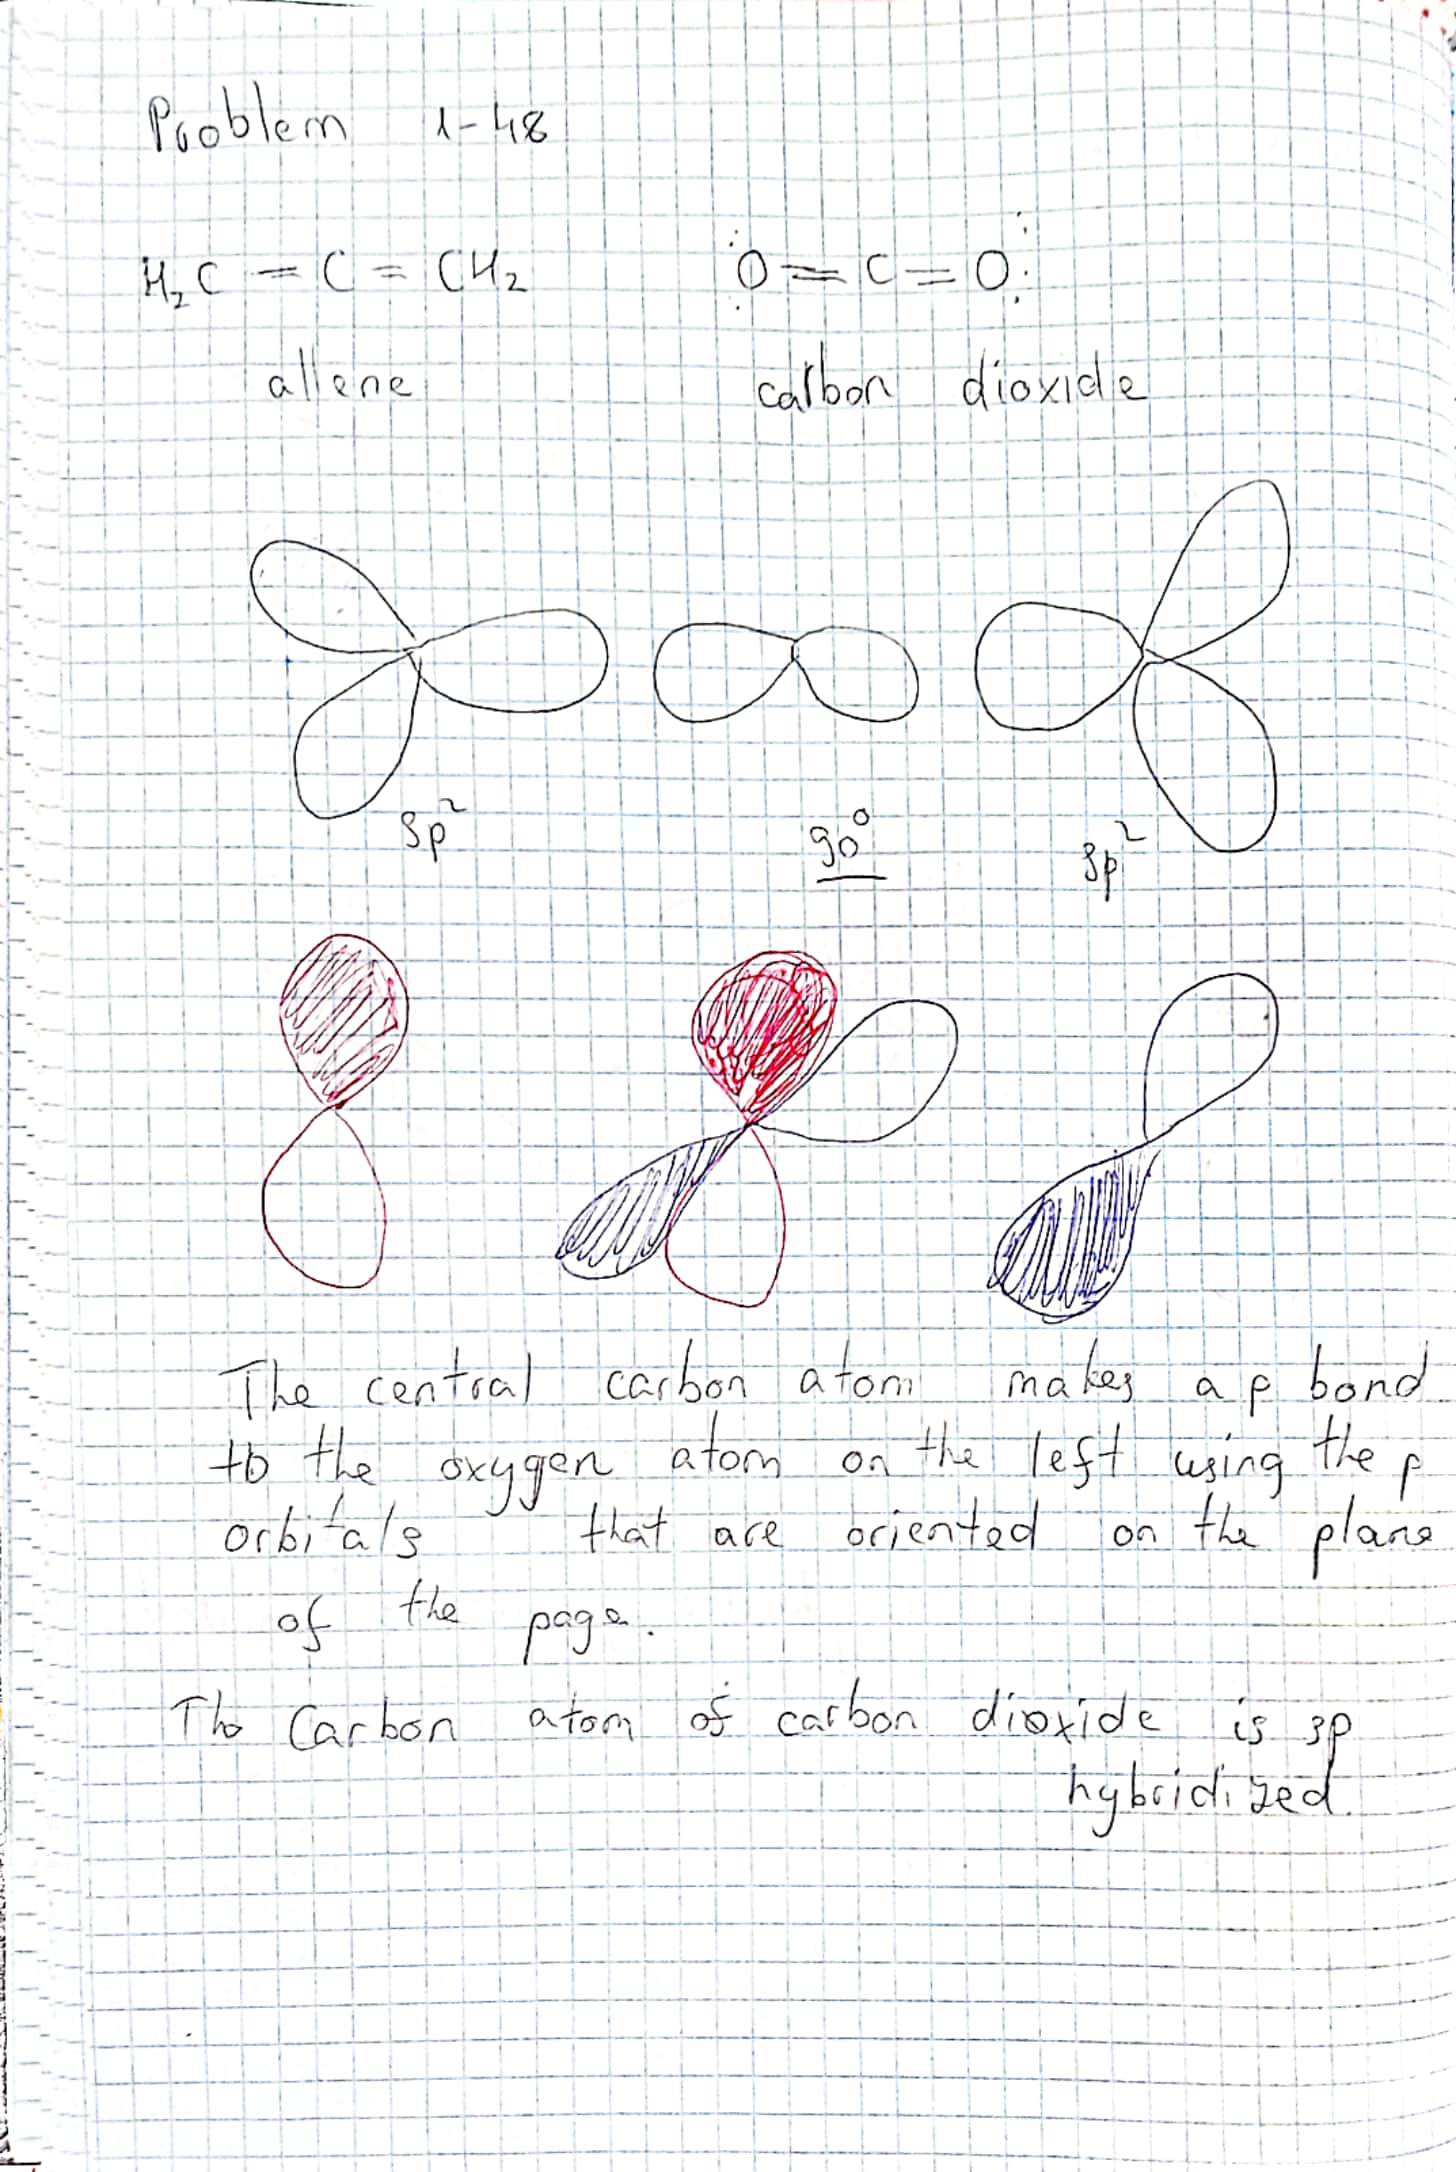 Problem 1-48
H₂C = C = CH₂ :O = C = O:
allene carbon dioxide
sp² 90° sp²
The central carbon atom makes a p bond
to the oxygen atom on the left using the p
orbitals that are oriented on the plane
of the page.
The Carbon atom of carbon dioxide is sp
hybridized.